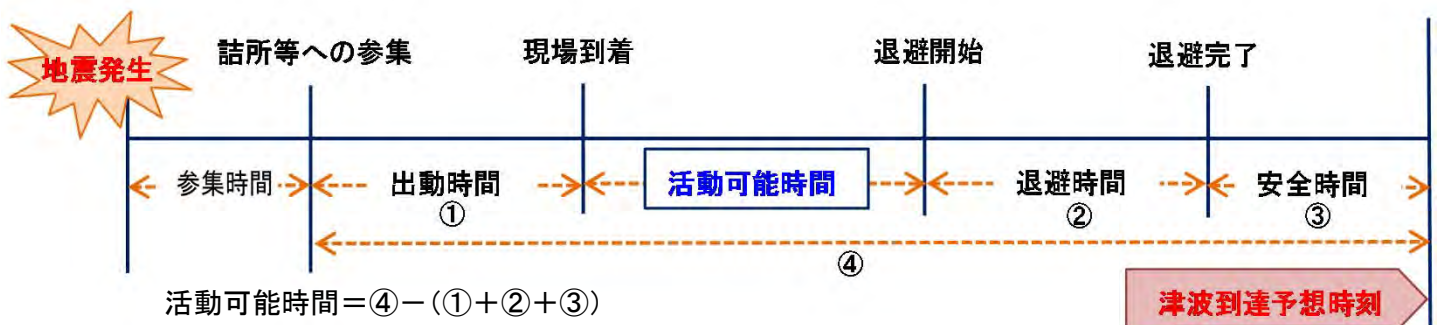 地震発生
詰所等への参集
現場到着
退避開始
退避完了
参集時間
出動時間
①
活動可能時間
退避時間
②
安全時間
③
④
活動可能時間=④-(①+②+③)
津波到達予想時刻